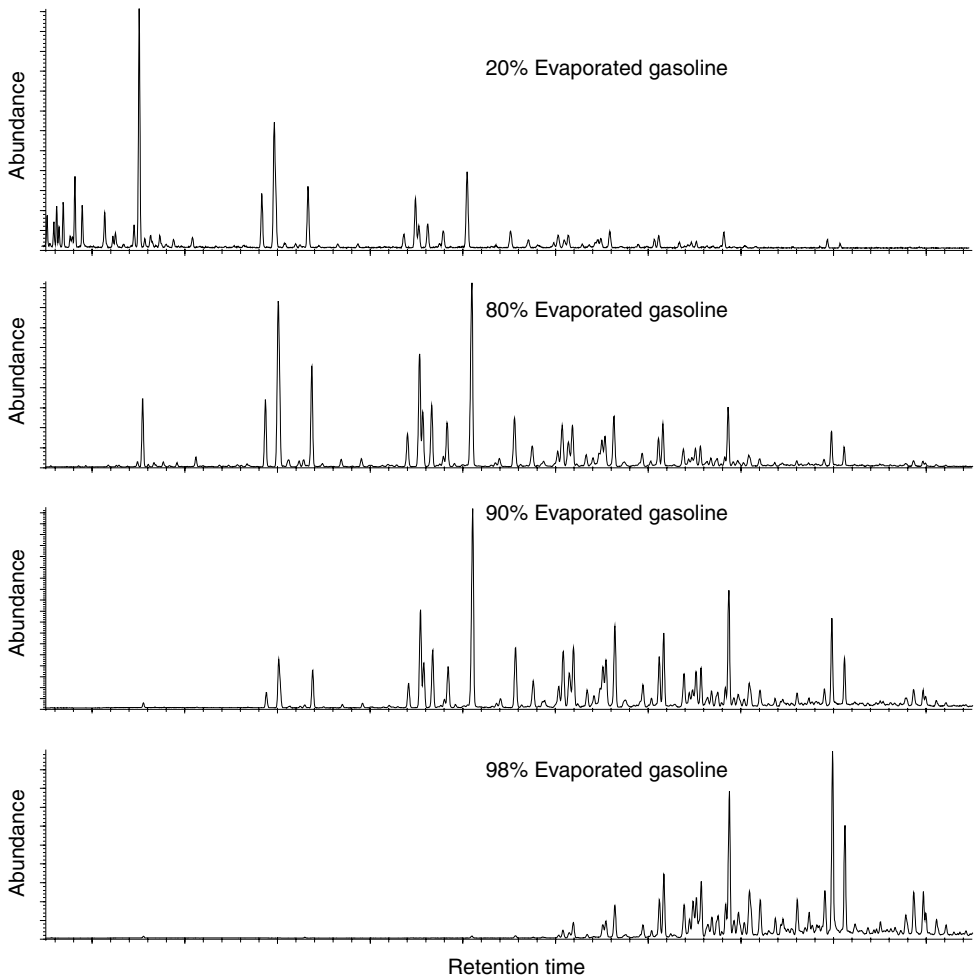 Abundance
20% Evaporated gasoline
Abundance
80% Evaporated gasoline
Abundance
90% Evaporated gasoline
Abundance
98% Evaporated gasoline
Retention time